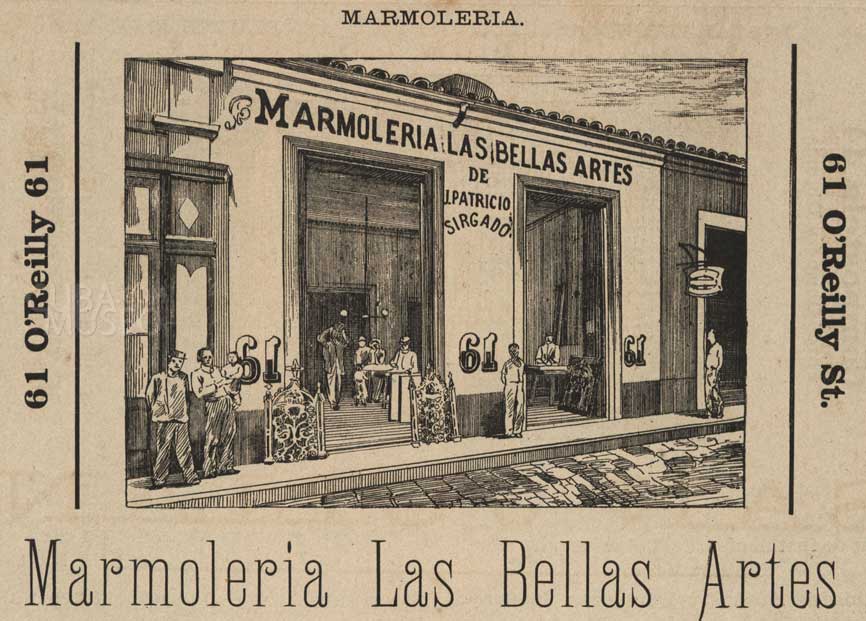 MARMOLERIA.
61 O'Reilly 61
MARMOLERIA LAS BELLAS ARTES
DE
J. PATRICIO
SIRGADO
61
61
61
61 O'Reilly St.
Marmoleria Las Bellas Artes